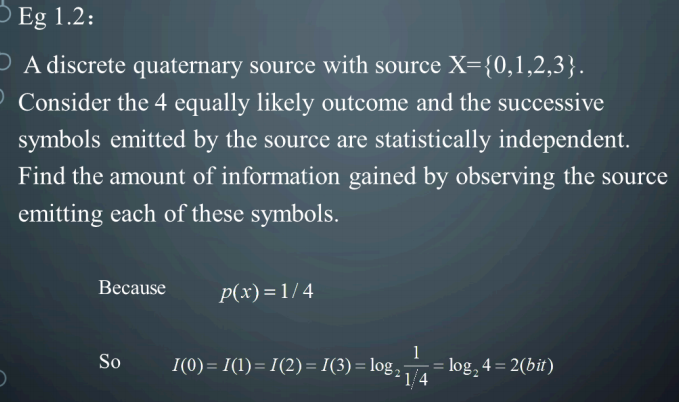 Eg 1.2:
A discrete quaternary source with source X={0,1,2,3}.
Consider the 4 equally likely outcome and the successive
symbols emitted by the source are statistically independent.
Find the amount of information gained by observing the source
emitting each of these symbols.
Because p(x)=1/4
So I(0)=I(1)=I(2)=I(3)=log₂ 1/(1/4) =log₂ 4=2(bit)